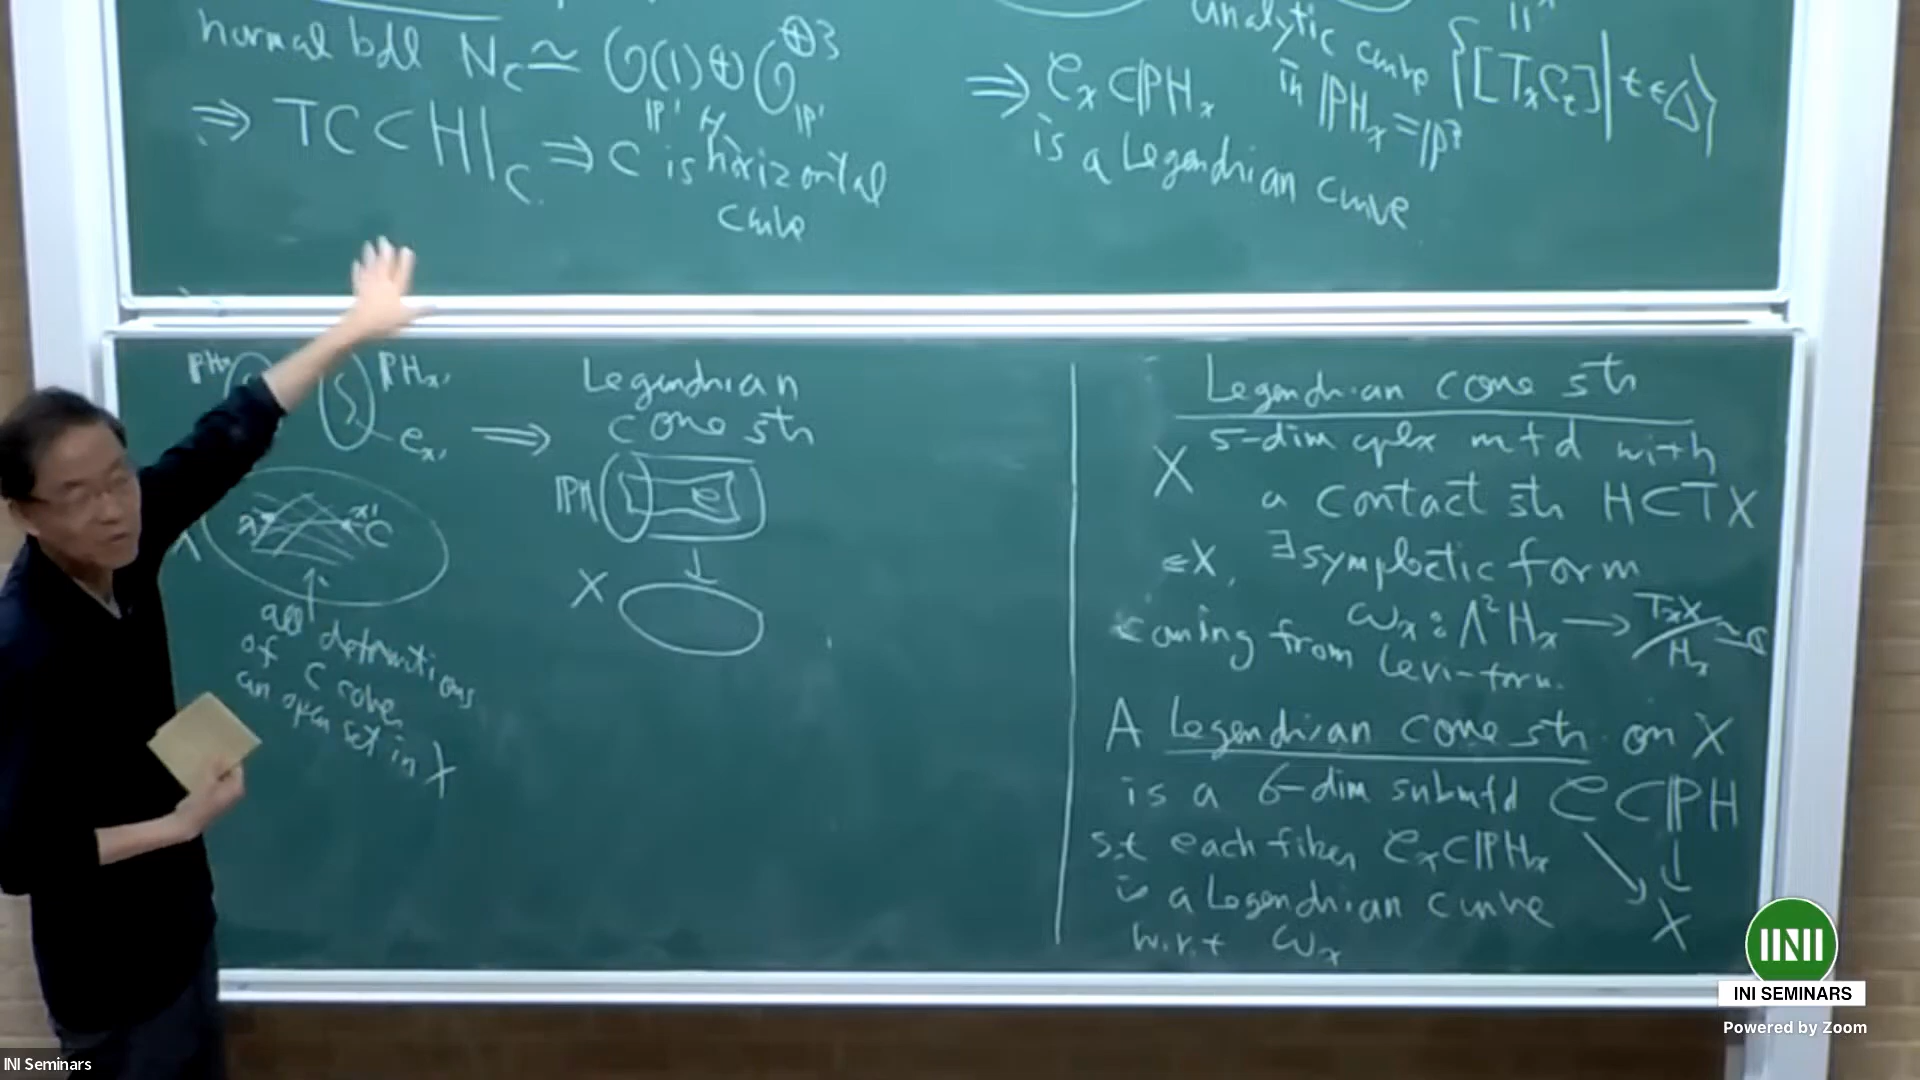 normal bdl N_C ≃ O(1) ⊕ O^{⊕3}
P¹ P¹
⇒ TC ⊂ H|_C ⇒ C is horizontal
curve
analytic curve {[T_x C_t] | t ∈ Δ}
in PH_x = P³
⇒ C_x ⊂ PH_x
is a Legendrian curve
PH_x PH_x'
C_x'
x x' C
all deformations
of C cover
an open set in X
⇒ Legendrian
cone str
PH C
↓
X
Legendrian cone str
X 5-dim cplx mfd with
a contact str H ⊂ TX
∈X, ∃ symplectic form
ω_x : Λ²H_x → T_xX / H_x ≃ C
coming from Levi-form.
A Legendrian cone str on X
is a 6-dim submfd C ⊂ PH
s.t each fiber C_x ⊂ PH_x ↘ ↓
is a Legendrian curve X
w.r.t ω_x
INI
INI SEMINARS
Powered by Zoom
INI Seminars